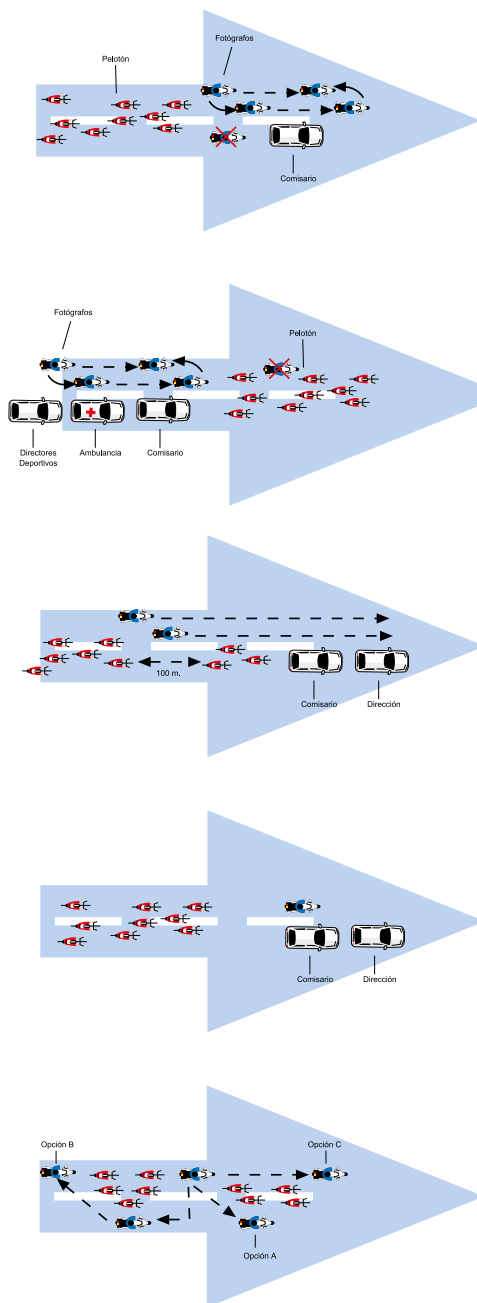 Fotógrafos
Pelotón
Comisario
Fotógrafos
Pelotón
Directores
Deportivos
Ambulancia
Comisario
100 m.
Comisario
Dirección
Comisario
Dirección
Opción B
Opción C
Opción A